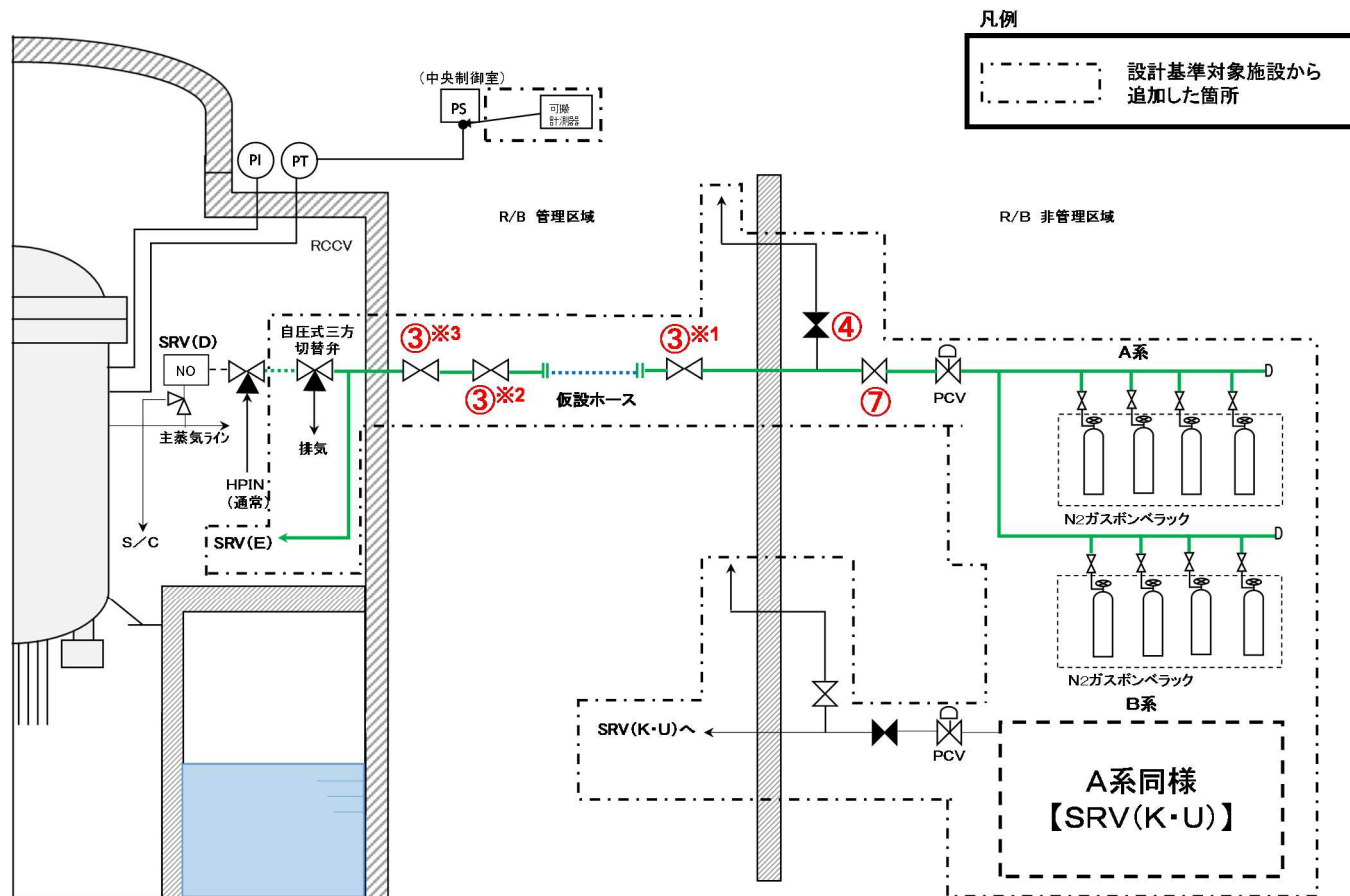 凡例
設計基準対象施設から
追加した箇所
(中央制御室)
PS
可搬
計測器
PI
PT
R/B 管理区域
R/B 非管理区域
RCCV
自圧式三方
切替弁
SRV(D)
NO
③※3
③※1
④
A系
③※2
仮設ホース
⑦
PCV
主蒸気ライン
排気
HPIN
(通常)
S/C
SRV(E)
N2ガスボンベラック
N2ガスボンベラック
B系
SRV(K・U)へ
PCV
A系同様
【SRV(K・U)】